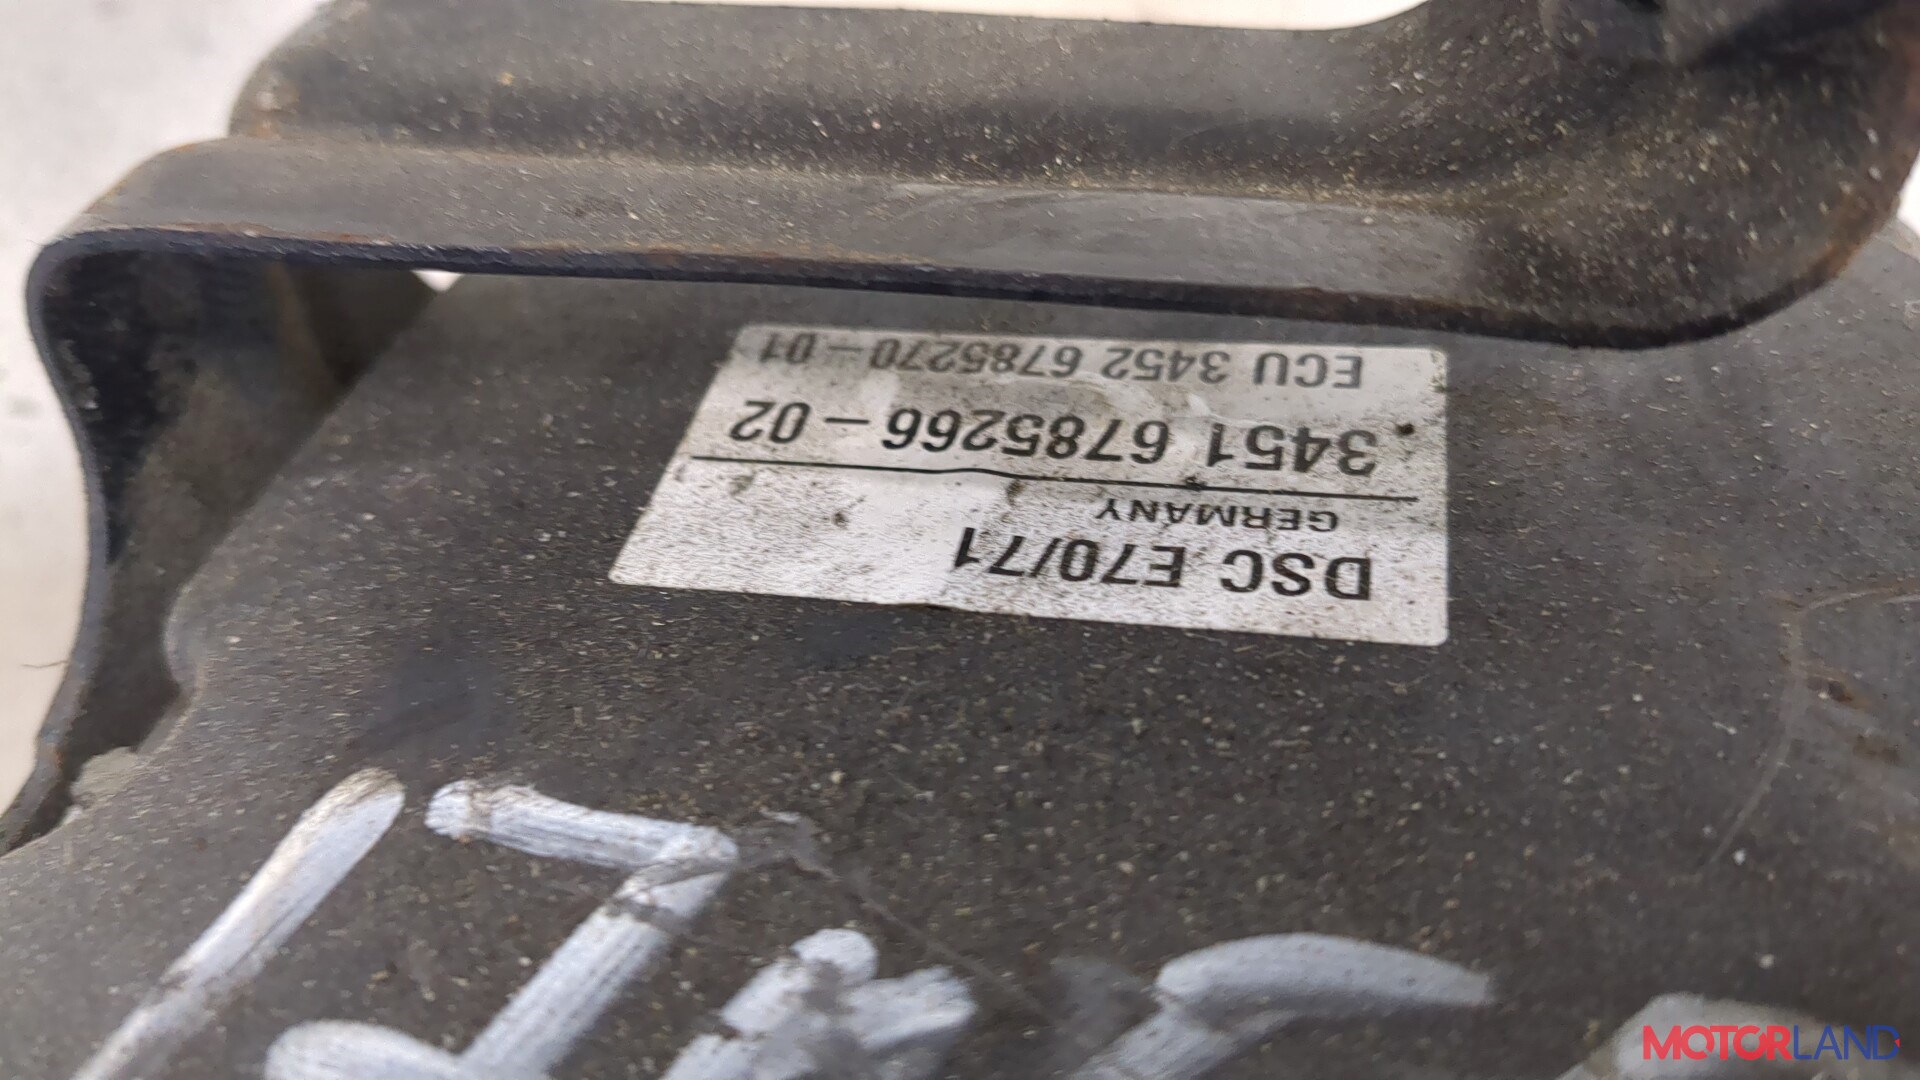 DSC E70/71
GERMANY
3451 6785266-02
ECU 3452 6785270-01
MOTORLAND